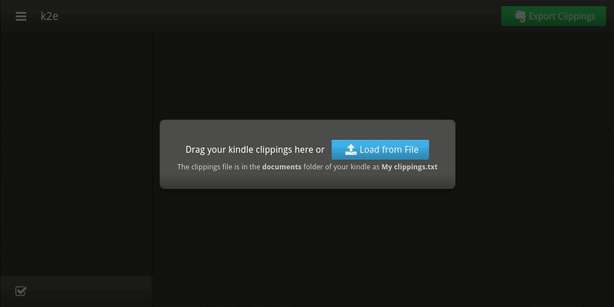 k2e
Export Clippings
Drag your kindle clippings here or Load from File
The clippings file is in the documents folder of your kindle as My clippings.txt